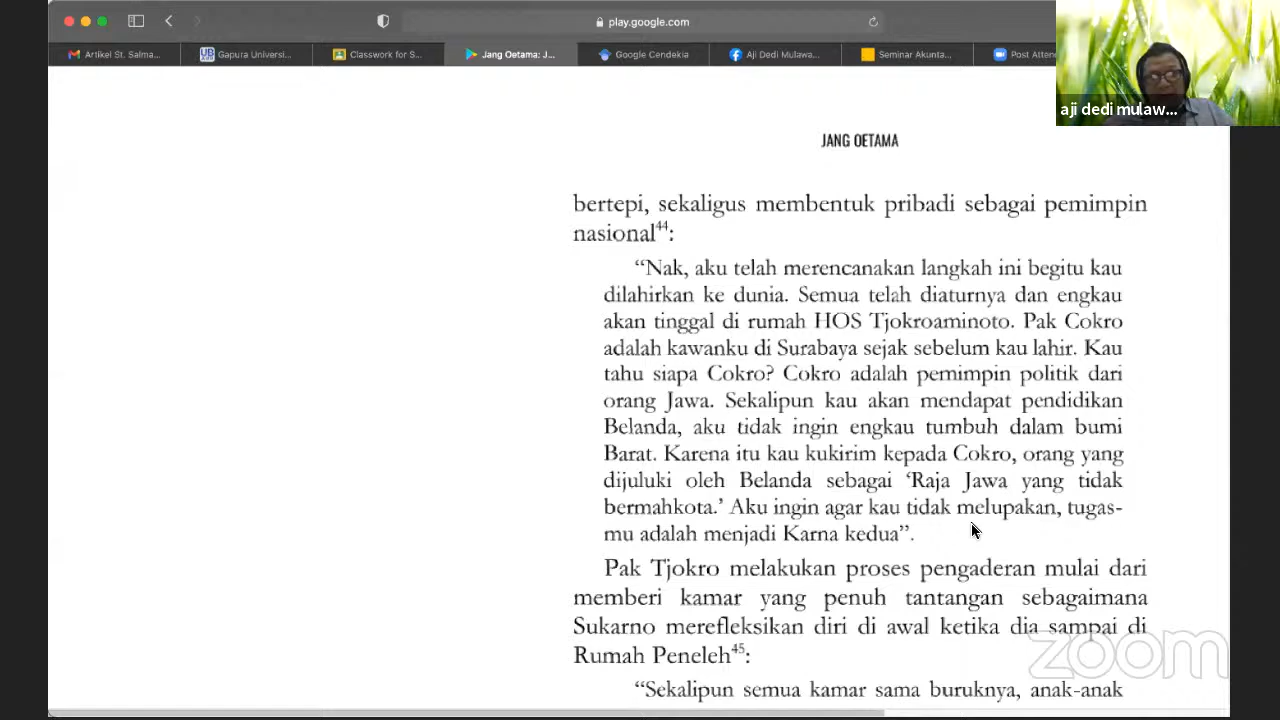 play.google.com
Artikel St. Salma...
Gapura Universi...
Classwork for S...
Jang Oetama: J...
Google Cendekia
Aji Dedi Mulawa...
Seminar Akunta...
Post Atten
aji dedi mulaw...
JANG OETAMA
bertepi, sekaligus membentuk pribadi sebagai pemimpin
nasional44:
“Nak, aku telah merencanakan langkah ini begitu kau
dilahirkan ke dunia. Semua telah diaturnya dan engkau
akan tinggal di rumah HOS Tjokroaminoto. Pak Cokro
adalah kawanku di Surabaya sejak sebelum kau lahir. Kau
tahu siapa Cokro? Cokro adalah pemimpin politik dari
orang Jawa. Sekalipun kau akan mendapat pendidikan
Belanda, aku tidak ingin engkau tumbuh dalam bumi
Barat. Karena itu kau kukirim kepada Cokro, orang yang
dijuluki oleh Belanda sebagai ‘Raja Jawa yang tidak
bermahkota.’ Aku ingin agar kau tidak melupakan, tugas-
mu adalah menjadi Karna kedua”.
Pak Tjokro melakukan proses pengaderan mulai dari
memberi kamar yang penuh tantangan sebagaimana
Sukarno merefleksikan diri di awal ketika dia sampai di
Rumah Peneleh45:
“Sekalipun semua kamar sama buruknya, anak-anak
zoom